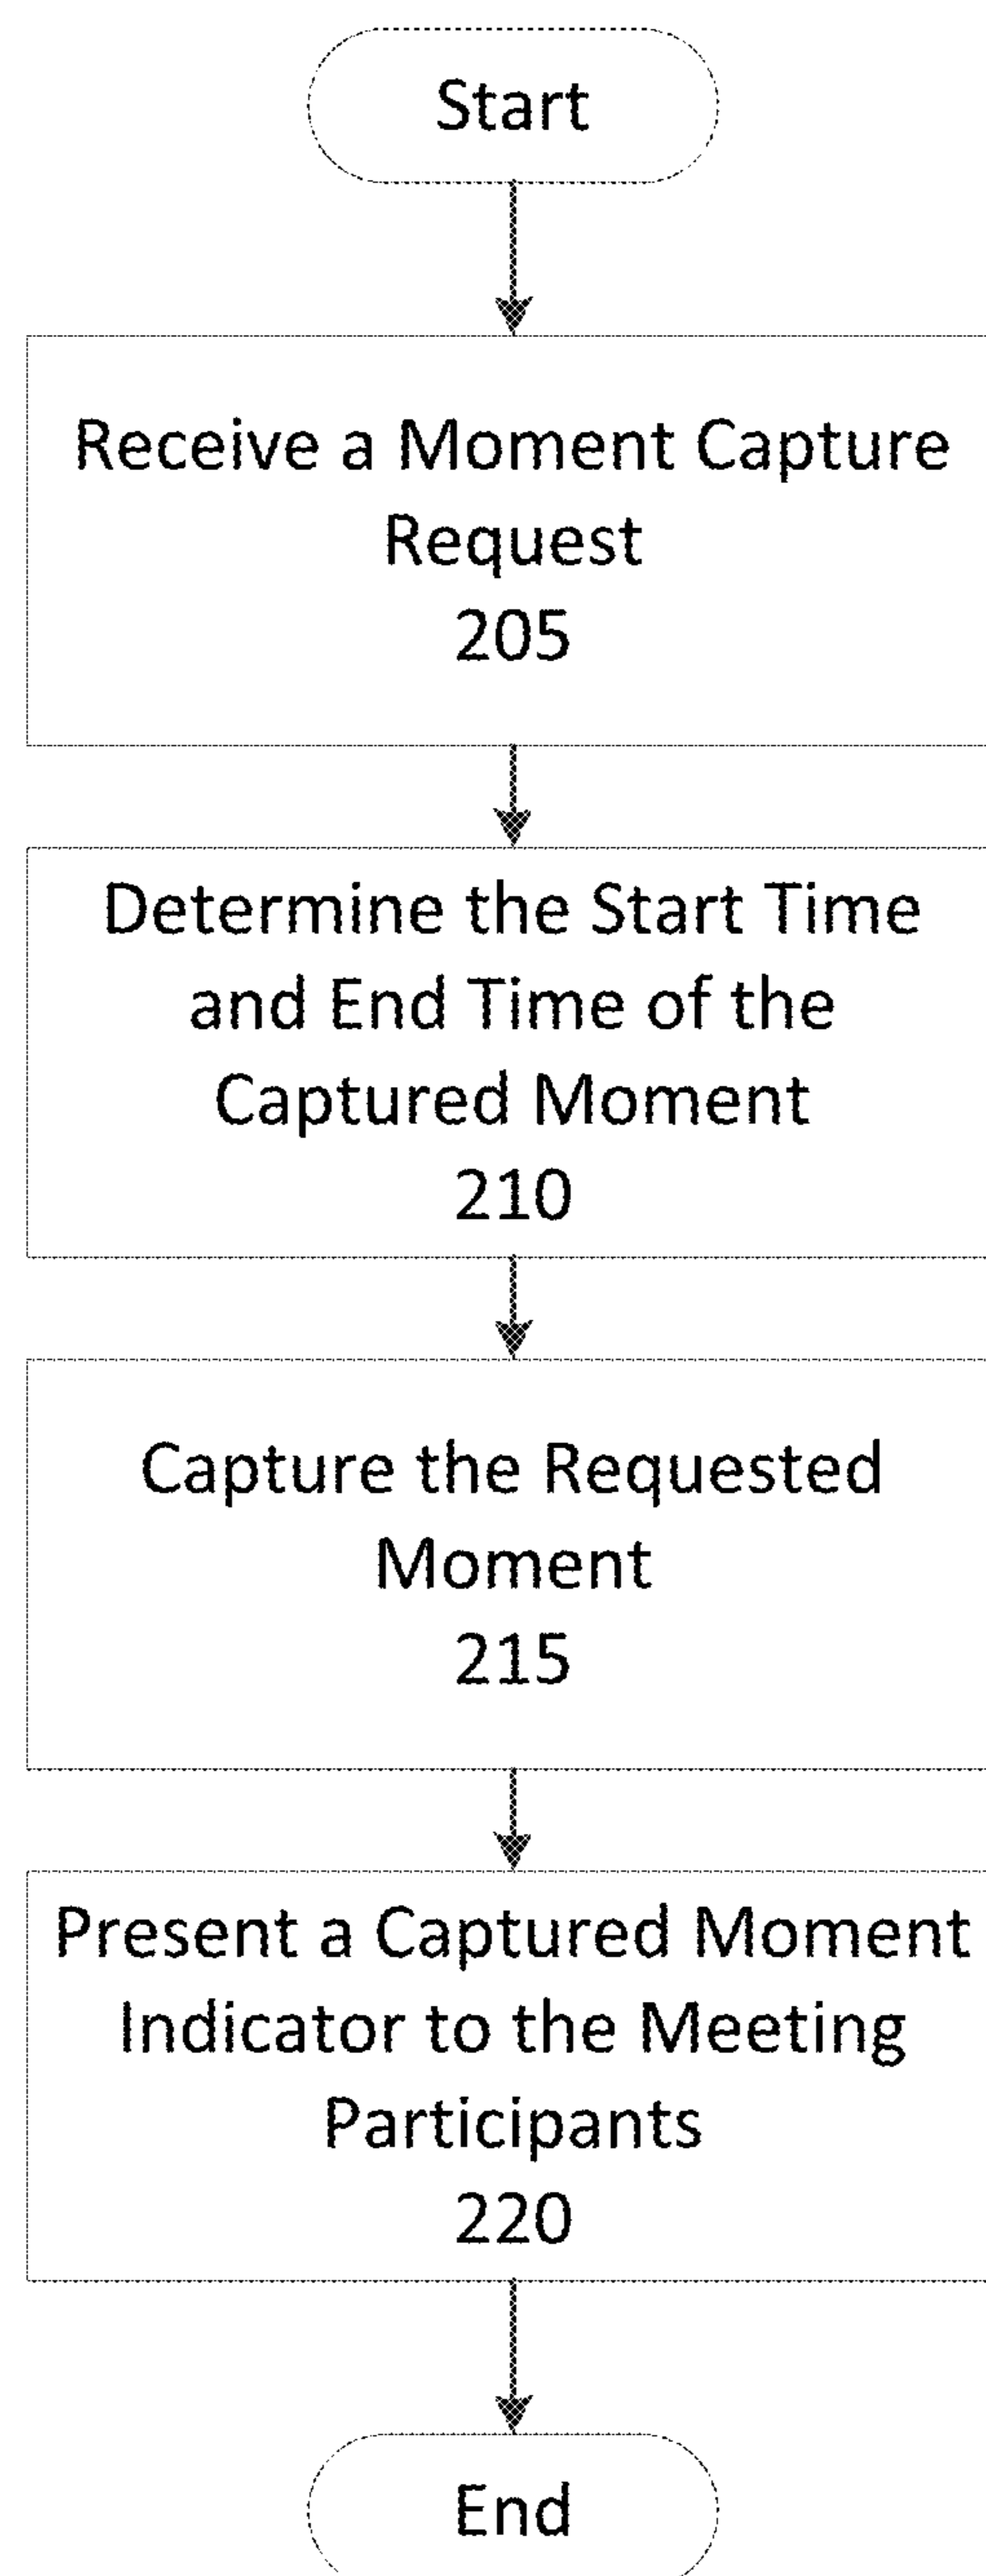 Start
Receive a Moment Capture
Request
205
Determine the Start Time
and End Time of the
Captured Moment
210
Capture the Requested
Moment
215
Present a Captured Moment
Indicator to the Meeting
Participants
220
End